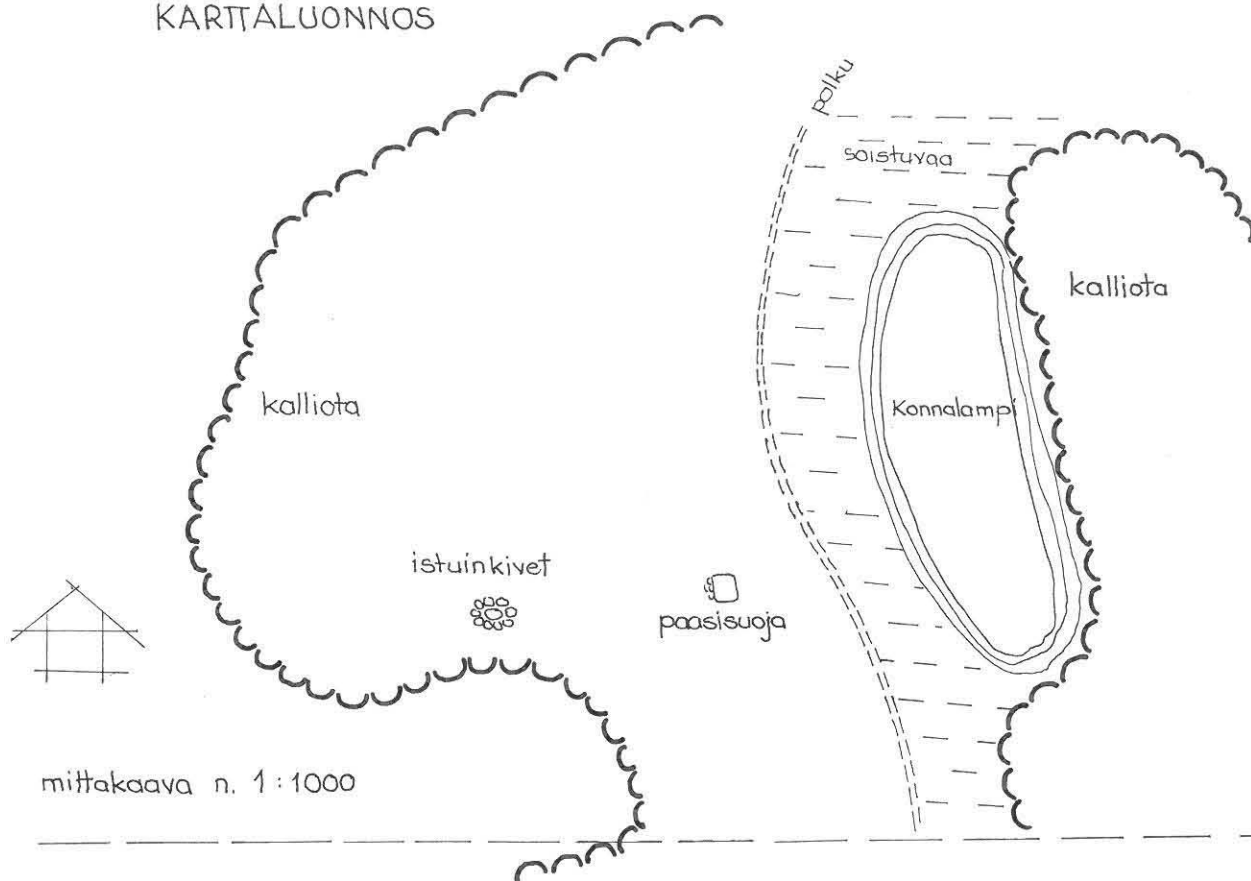 KARTTALUONNOS
polku
soistuvaa
kalliota
kalliota
Konnalampi
istuinkivet
paasisuoja
mittakaava n. 1:1000